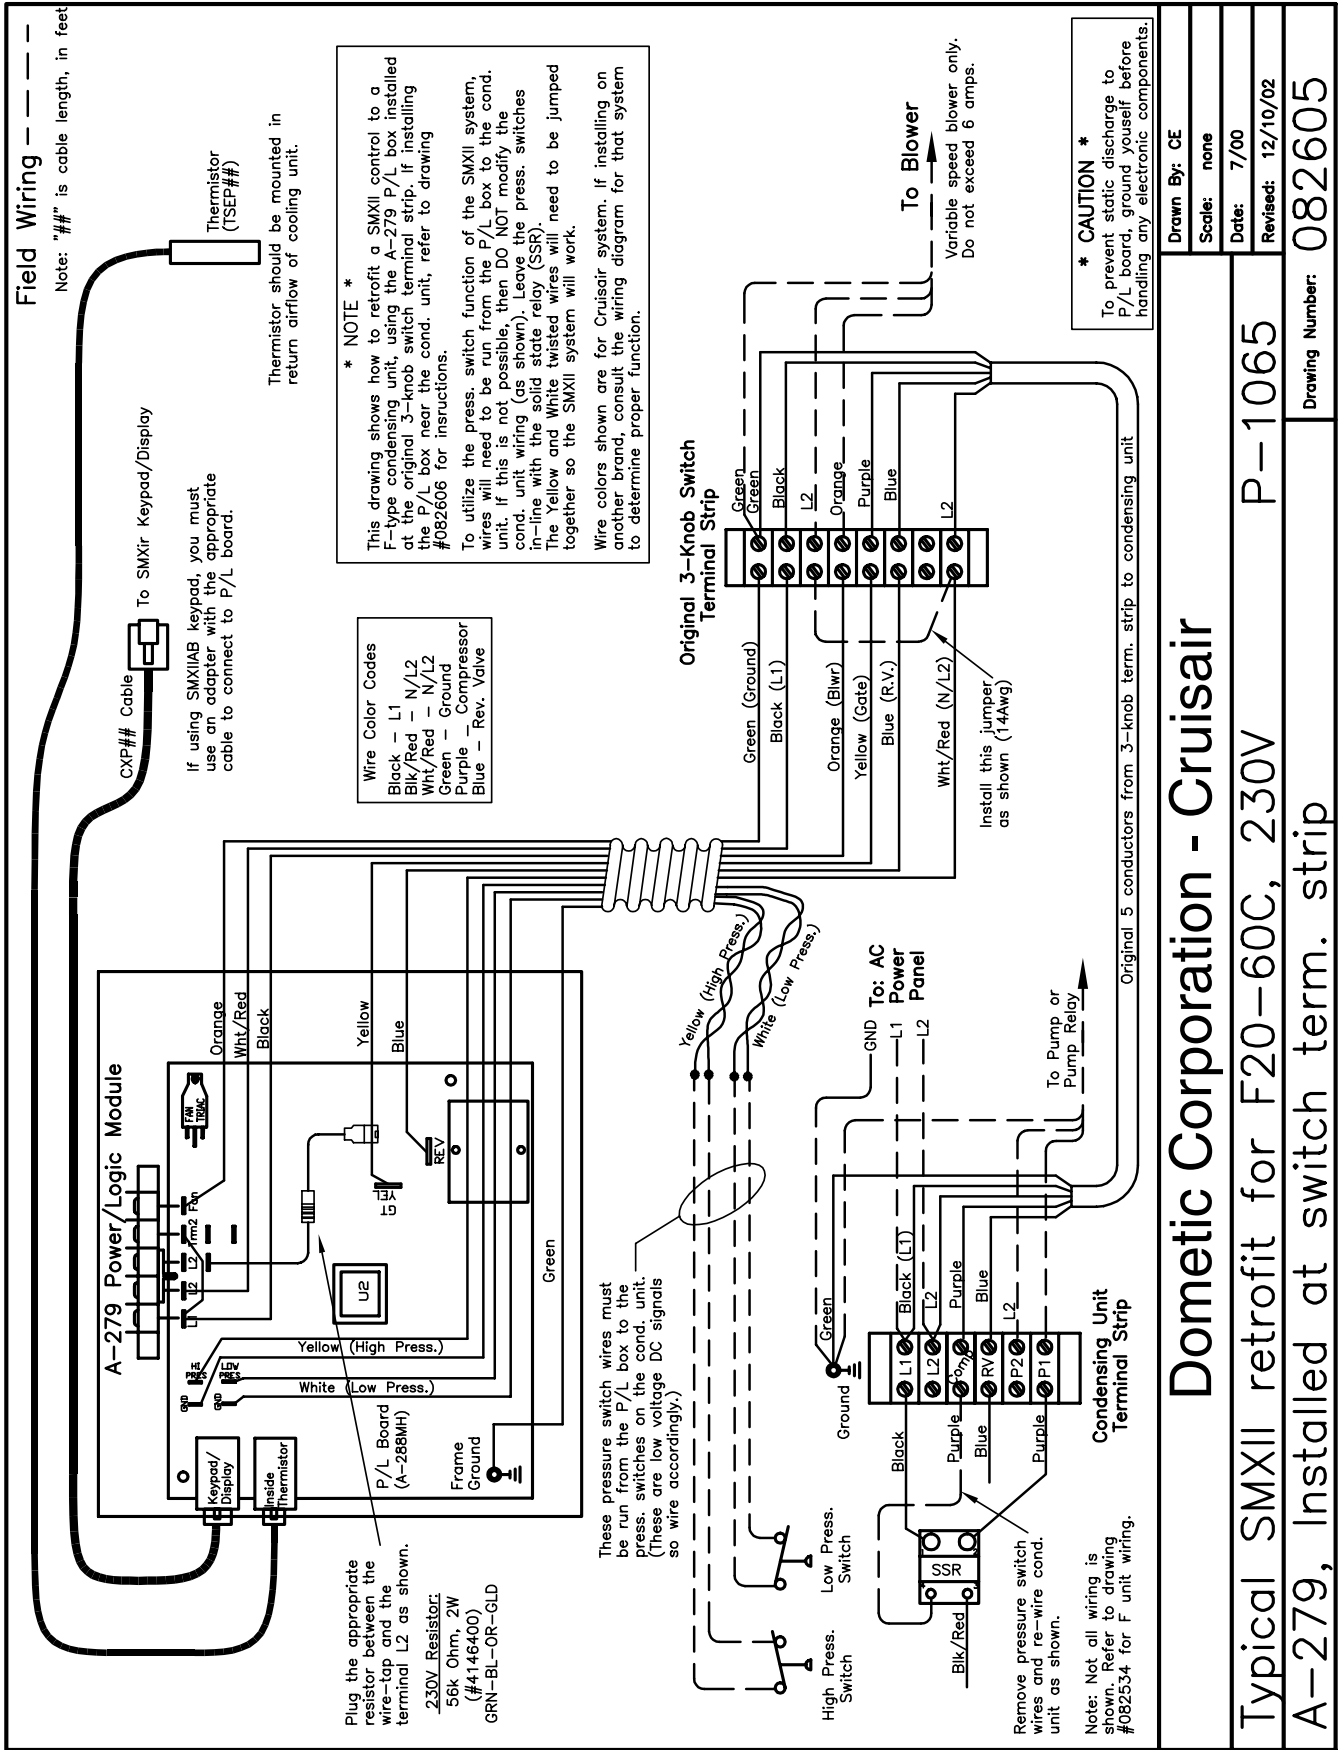 Field Wiring – – – – –
Note: "##" is cable length, in feet
Thermistor
(TSEP##)
Thermistor should be mounted in
return airflow of cooling unit.
CXP## Cable
To SMXir Keypad/Display
If using SMXIIAB keypad, you must
use an adapter with the appropriate
cable to connect to P/L board.
* NOTE *
This drawing shows how to retrofit a SMXII control to a
F-type condensing unit, using the A-279 P/L box installed
at the original 3-knob switch terminal strip. If installing
the P/L box near the cond. unit, refer to drawing
#082606 for insructions.
To utilize the press. switch function of the SMXII system,
wires will need to be run from the P/L box to the cond.
unit. If this is not possible, then DO NOT modify the
cond. unit wiring (as shown). Leave the press. switches
in-line with the solid state relay (SSR).
The Yellow and White twisted wires will need to be jumped
together so the SMXII system will work.
Wire colors shown are for Cruisair system. If installing on
another brand, consult the wiring diagram for that system
to determine proper function.
Wire Color Codes
Black – L1
Blk/Red – N/L2
Wht/Red – N/L2
Green – Ground
Purple – Compressor
Blue – Rev. Valve
A-279 Power/Logic Module
FAN
TRIAC
Orange
Wht/Red
Black
Yellow
Blue
Fan
Trn2
L2
L2
L1
GT
YEL
REV
U2
HI
PRES
LOW
PRES
GND
GND
Yellow (High Press.)
White (Low Press.)
Green
Keypad/
Display
Inside
Thermistor
P/L Board
(A-288MH)
Frame
Ground
Plug the appropriate
resistor between the
wire-tap and the
terminal L2 as shown.
230V Resistor:
56k Ohm, 2W
(#4146400)
GRN-BL-OR-GLD
Original 3-Knob Switch
Terminal Strip
Green (Ground)
Black (L1)
Orange (Blwr)
Yellow (Gate)
Blue (R.V.)
Wht/Red (N/L2)
Green
Green
Black
L2
Orange
Purple
Blue
L2
Install this jumper
as shown (14Awg)
To Blower
Variable speed blower only.
Do not exceed 6 amps.
Yellow (High Press.)
White (Low Press.)
These pressure switch wires must
be run from the P/L box to the
press. switches on the cond. unit.
(These are low voltage DC signals
so wire accordingly.)
High Press.
Switch
Low Press.
Switch
GND
L1
L2
To: AC
Power
Panel
To Pump or
Pump Relay
Original 5 conductors from 3-knob term. strip to condensing unit
Ground
Green
Black (L1)
L2
Purple
Blue
L2
L1
L2
Comp
RV
P2
P1
Black
Purple
Blue
Purple
Condensing Unit
Terminal Strip
SSR
1
2
3
4
Blk/Red
Remove pressure switch
wires and re-wire cond.
unit as shown.
Note: Not all wiring is
shown. Refer to drawing
#082534 for F unit wiring.
* CAUTION *
To prevent static discharge to
P/L board, ground youself before
handling any electronic components.
Dometic Corporation - Cruisair
Drawn By: CE
Scale: none
Date: 7/00
Revised: 12/10/02
Typical SMXII retrofit for F20-60C, 230V
P-1065
A-279, Installed at switch term. strip
Drawing Number: 082605